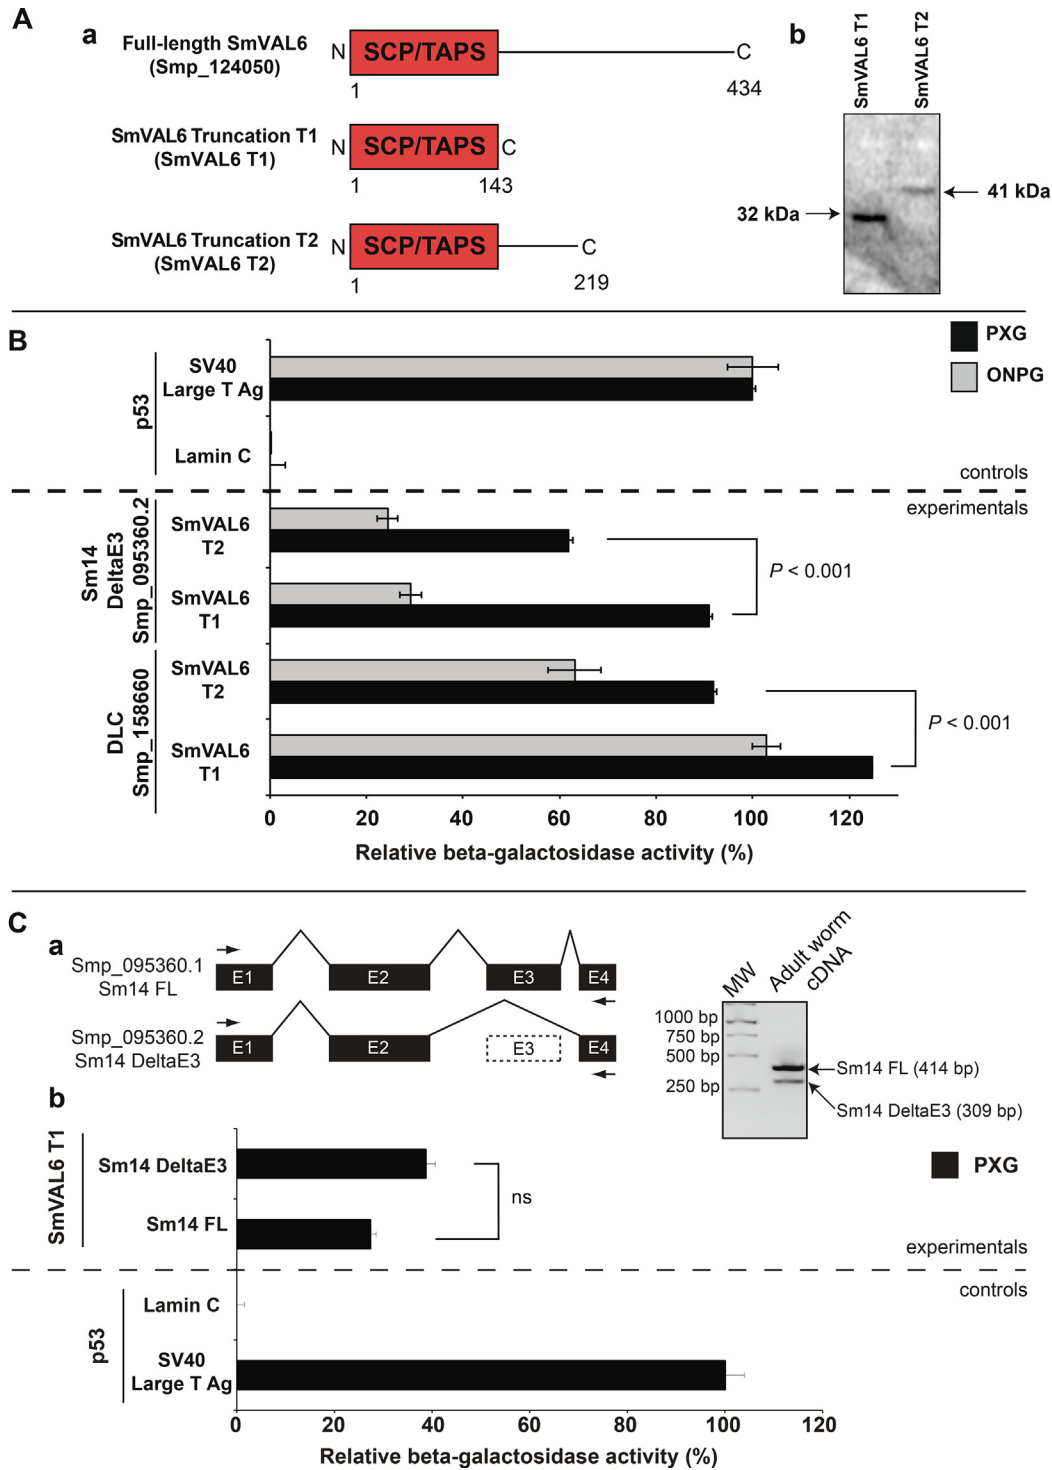 A
a
b
Full-length SmVAL6
(Smp_124050)
N
SCP/TAPS
C
1
434
SmVAL6 Truncation T1
(SmVAL6 T1)
N
SCP/TAPS
C
1
143
SmVAL6 Truncation T2
(SmVAL6 T2)
N
SCP/TAPS
C
1
219
SmVAL6 T1
SmVAL6 T2
32 kDa
41 kDa
B
PXG
ONPG
p53
SV40
Large T Ag
Lamin C
controls
experimentals
Sm14
DeltaE3
Smp_095360.2
SmVAL6
T2
SmVAL6
T1
P < 0.001
DLC
Smp_158660
SmVAL6
T2
SmVAL6
T1
P < 0.001
0
20
40
60
80
100
120
Relative beta-galactosidase activity (%)
C
a
Smp_095360.1
Sm14 FL
E1
E2
E3
E4
Smp_095360.2
Sm14 DeltaE3
E1
E2
E3
E4
MW
Adult worm
cDNA
1000 bp
750 bp
500 bp
250 bp
Sm14 FL (414 bp)
Sm14 DeltaE3 (309 bp)
b
PXG
SmVAL6 T1
Sm14 DeltaE3
Sm14 FL
ns
experimentals
controls
p53
Lamin C
SV40
Large T Ag
0
20
40
60
80
100
120
Relative beta-galactosidase activity (%)